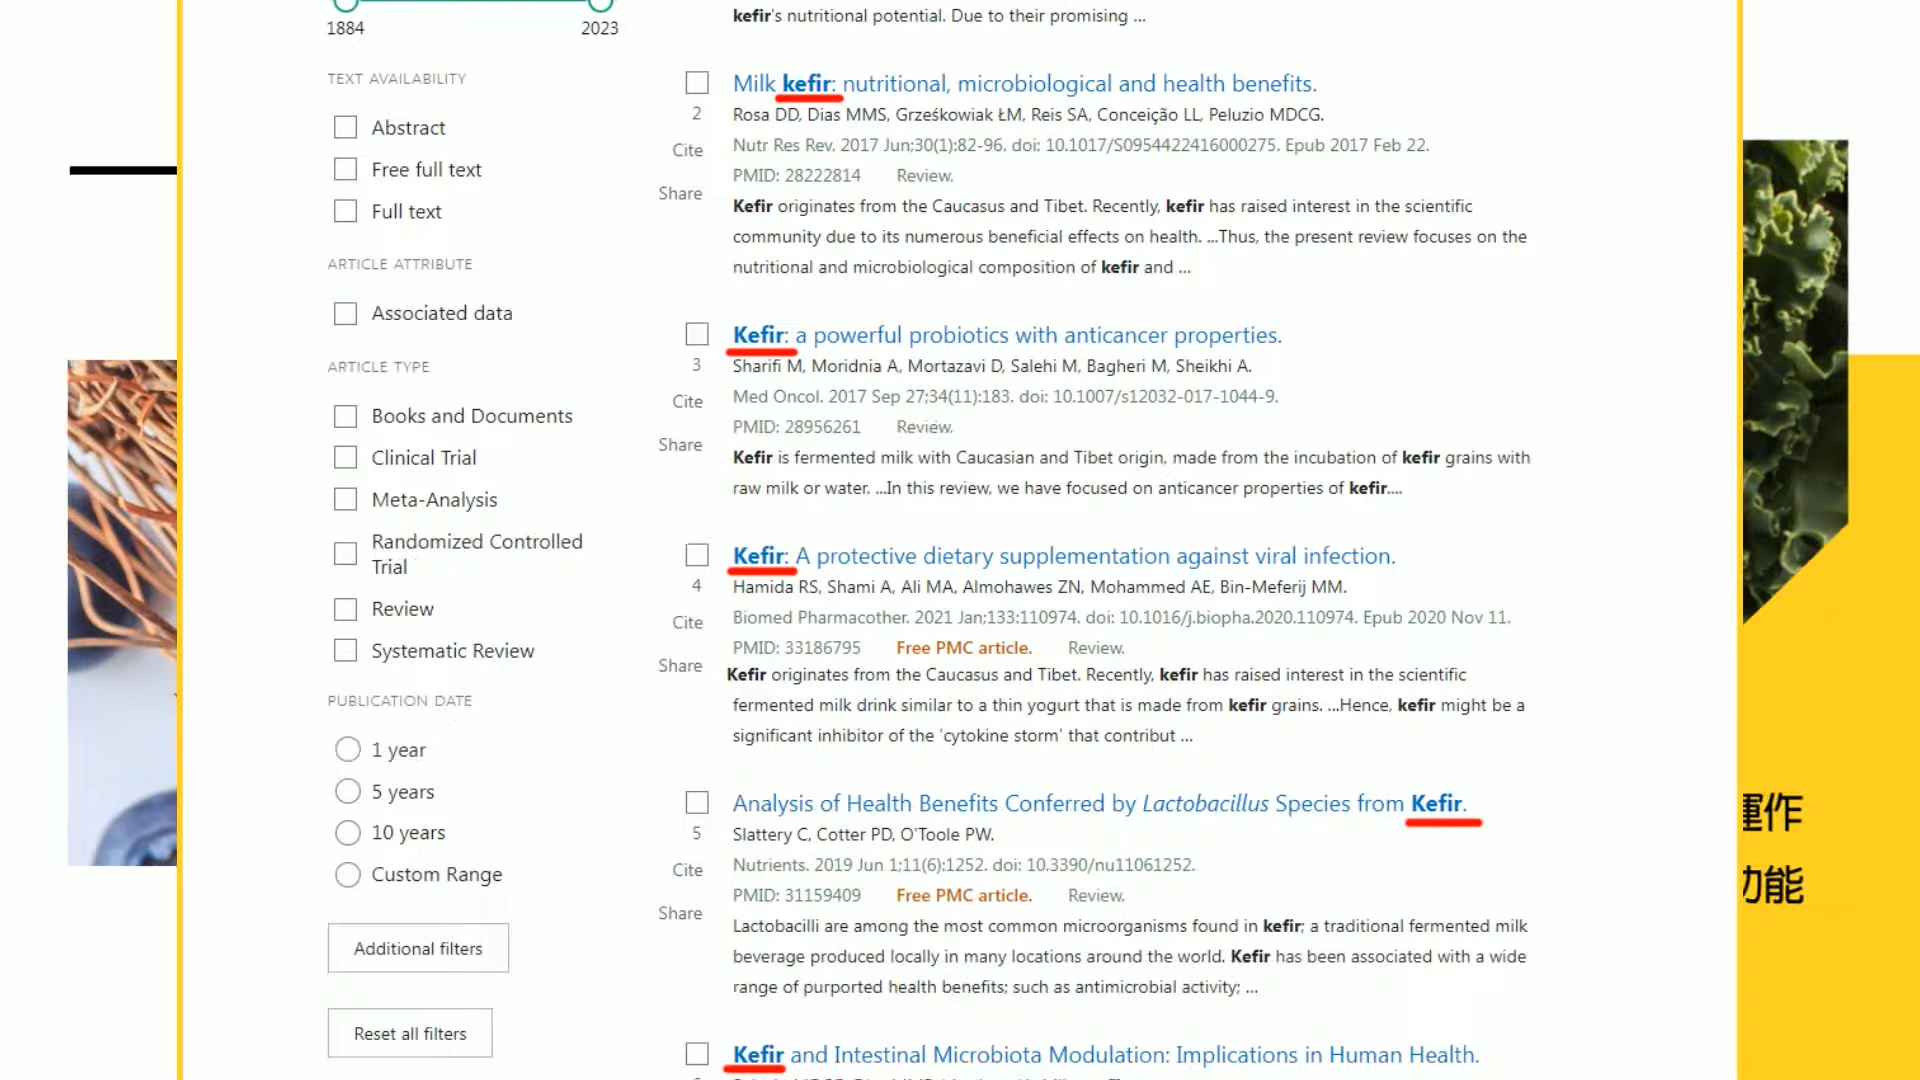 1884
2023
TEXT AVAILABILITY
Abstract
Free full text
Full text
ARTICLE ATTRIBUTE
Associated data
ARTICLE TYPE
Books and Documents
Clinical Trial
Meta-Analysis
Randomized Controlled
Trial
Review
Systematic Review
PUBLICATION DATE
1 year
5 years
10 years
Custom Range
Additional filters
Reset all filters
kefir's nutritional potential. Due to their promising ...
Milk kefir: nutritional, microbiological and health benefits.
2
Cite
Share
Rosa DD, Dias MMS, Grześkowiak ŁM, Reis SA, Conceição LL, Peluzio MDCG.
Nutr Res Rev. 2017 Jun;30(1):82-96. doi: 10.1017/S0954422416000275. Epub 2017 Feb 22.
PMID: 28222814 Review.
Kefir originates from the Caucasus and Tibet. Recently, kefir has raised interest in the scientific
community due to its numerous beneficial effects on health. ...Thus, the present review focuses on the
nutritional and microbiological composition of kefir and ...
Kefir: a powerful probiotics with anticancer properties.
3
Cite
Share
Sharifi M, Moridnia A, Mortazavi D, Salehi M, Bagheri M, Sheikhi A.
Med Oncol. 2017 Sep 27;34(11):183. doi: 10.1007/s12032-017-1044-9.
PMID: 28956261 Review.
Kefir is fermented milk with Caucasian and Tibet origin, made from the incubation of kefir grains with
raw milk or water. ...In this review, we have focused on anticancer properties of kefir....
Kefir: A protective dietary supplementation against viral infection.
4
Cite
Share
Hamida RS, Shami A, Ali MA, Almohawes ZN, Mohammed AE, Bin-Meferij MM.
Biomed Pharmacother. 2021 Jan;133:110974. doi: 10.1016/j.biopha.2020.110974. Epub 2020 Nov 11.
PMID: 33186795 Free PMC article. Review.
Kefir originates from the Caucasus and Tibet. Recently, kefir has raised interest in the scientific
fermented milk drink similar to a thin yogurt that is made from kefir grains. ...Hence, kefir might be a
significant inhibitor of the 'cytokine storm' that contribut ...
Analysis of Health Benefits Conferred by Lactobacillus Species from Kefir.
5
Cite
Share
Slattery C, Cotter PD, O'Toole PW.
Nutrients. 2019 Jun 1;11(6):1252. doi: 10.3390/nu11061252.
PMID: 31159409 Free PMC article. Review.
Lactobacilli are among the most common microorganisms found in kefir; a traditional fermented milk
beverage produced locally in many locations around the world. Kefir has been associated with a wide
range of purported health benefits; such as antimicrobial activity; ...
Kefir and Intestinal Microbiota Modulation: Implications in Human Health.
運作
功能